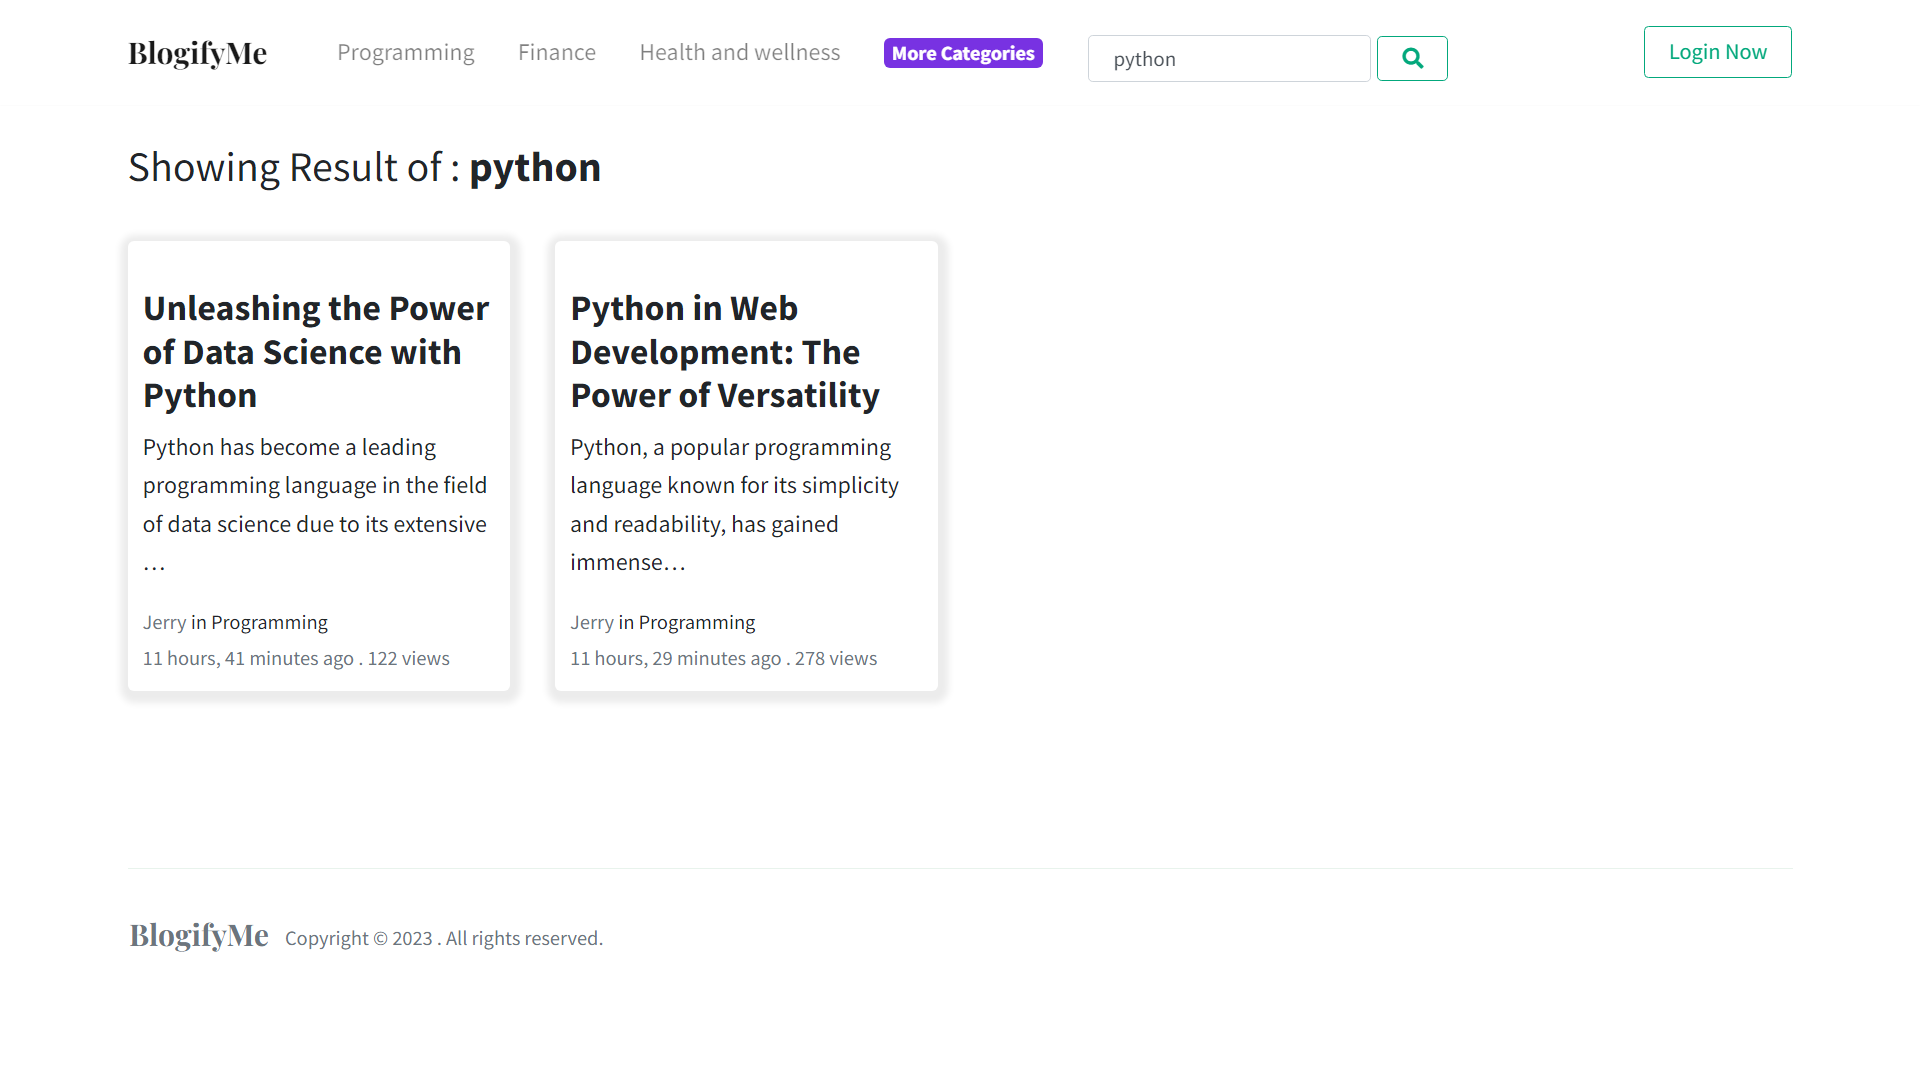 BlogifyMe Programming Finance Health and wellness More Categories python Login Now
Showing Result of : python
Unleashing the Power
of Data Science with
Python
Python has become a leading
programming language in the field
of data science due to its extensive
…
Jerry in Programming
11 hours, 41 minutes ago . 122 views
Python in Web
Development: The
Power of Versatility
Python, a popular programming
language known for its simplicity
and readability, has gained
immense…
Jerry in Programming
11 hours, 29 minutes ago . 278 views
BlogifyMe Copyright © 2023 . All rights reserved.